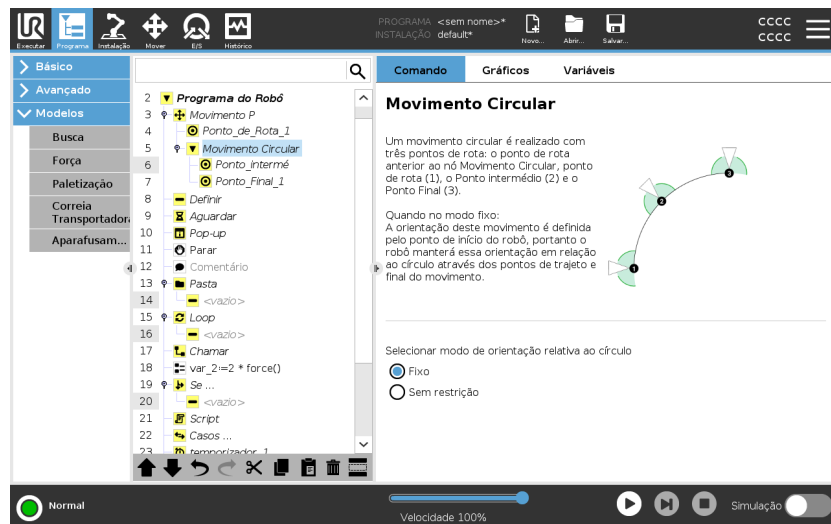 UR
Executar
Programa
Instalação
Mover
E/S
Histórico
PROGRAMA <sem nome>*
INSTALAÇÃO default*
Novo...
Abrir...
Salvar...
CCCC
CCCC
Básico
Avançado
Modelos
Busca
Força
Paletização
Correia
Transportadora
Aparafusam...
2 Programa do Robô
3 Movimento P
4 Ponto_de_Rota_1
5 Movimento Circular
6 Ponto_intermé
7 Ponto_Final_1
8 Definir
9 Aguardar
10 Pop-up
11 Parar
12 Comentário
13 Pasta
14 <vazio>
15 Loop
16 <vazio>
17 Chamar
18 var_2:=2 * force()
19 Se ...
20 <vazio>
21 Script
22 Casos ...
23 temporizador_1
Comando
Gráficos
Variáveis
Movimento Circular
Um movimento circular é realizado com
três pontos de rota: o ponto de rota
anterior ao nó Movimento Circular, ponto
de rota (1), o Ponto intermédio (2) e o
Ponto Final (3).
Quando no modo fixo:
A orientação deste movimento é definida
pelo ponto de início do robô, portanto o
robô manterá essa orientação em relação
ao círculo através dos pontos de trajeto e
final do movimento.
1
2
3
Selecionar modo de orientação relativa ao círculo
Fixo
Sem restrição
Normal
Velocidade 100%
Simulação